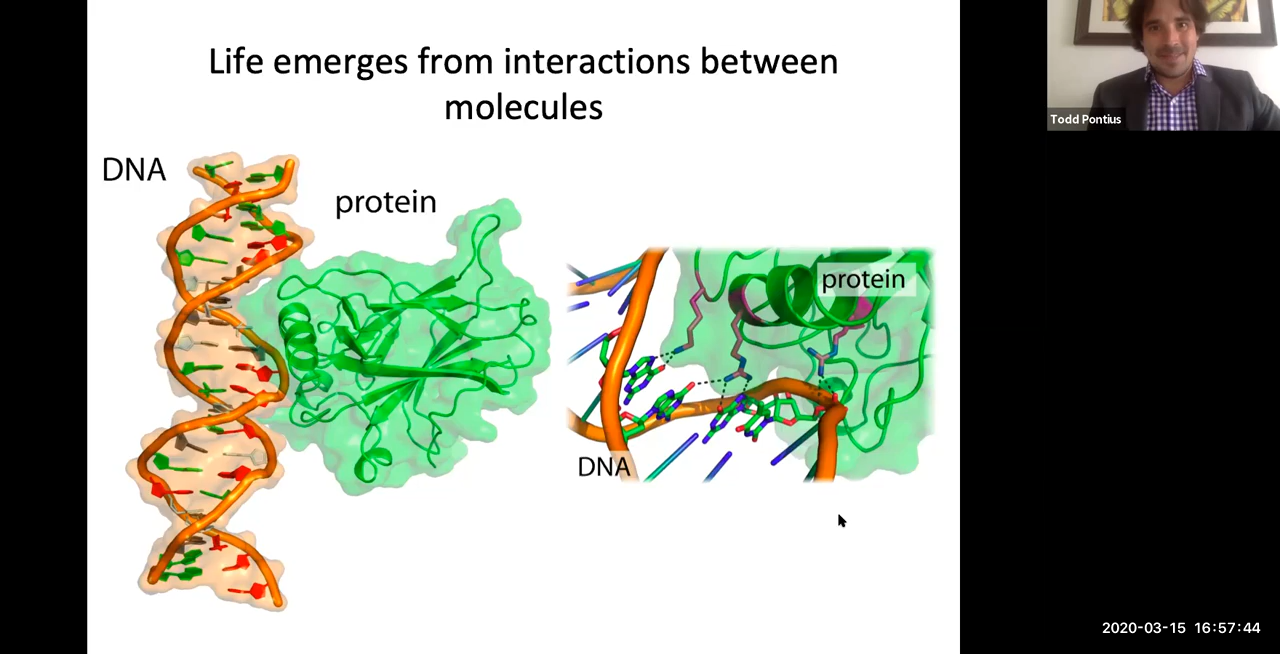 Life emerges from interactions between
molecules
DNA
protein
protein
DNA
Todd Pontius
2020-03-15 16:57:44